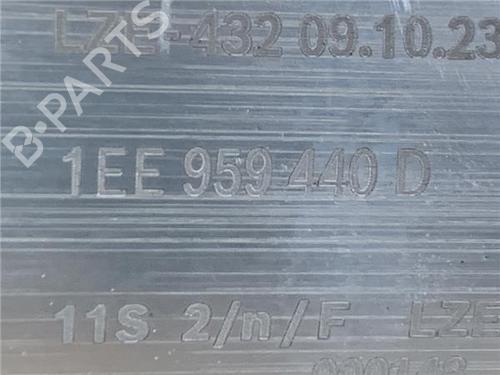 LZE-432 09.10.23
B-PARTS
1EE 959 440 D
11S 2/n/F LZE